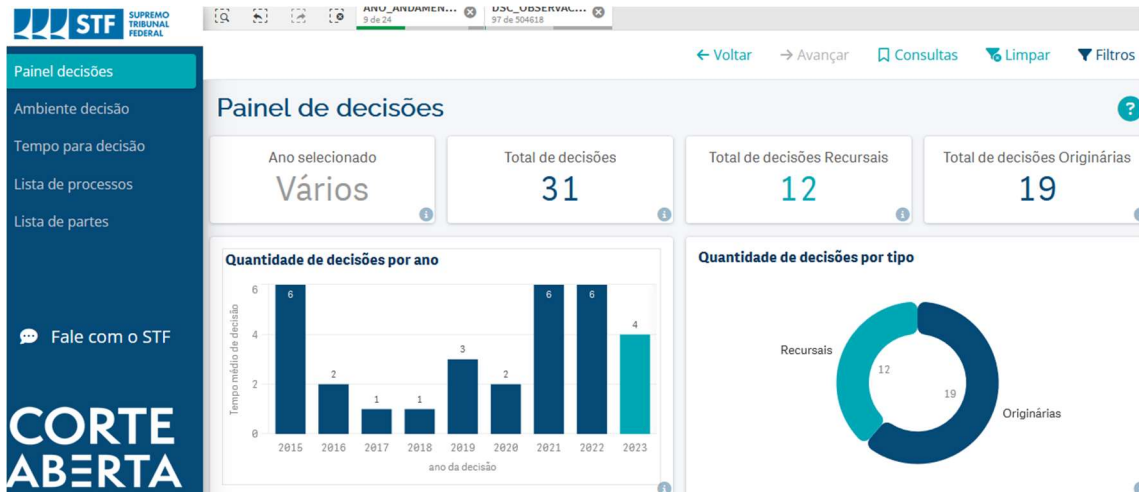 STF SUPREMO
TRIBUNAL
FEDERAL
ANO_ANDAMEN...
9 de 24
DSC_OBSERVAC...
97 de 504618
Voltar
Avançar
Consultas
Limpar
Filtros
Painel decisões
Ambiente decisão
Tempo para decisão
Lista de processos
Lista de partes
Fale com o STF
CORTE
ABERTA
Painel de decisões
?
Ano selecionado
Vários
Total de decisões
31
Total de decisões Recursais
12
Total de decisões Originárias
19
Quantidade de decisões por ano
Tempo médio de decisão
6
4
2
0
6
2
1
1
3
2
6
6
4
2015 2016 2017 2018 2019 2020 2021 2022 2023
ano da decisão
Quantidade de decisões por tipo
Recursais
12
19
Originárias